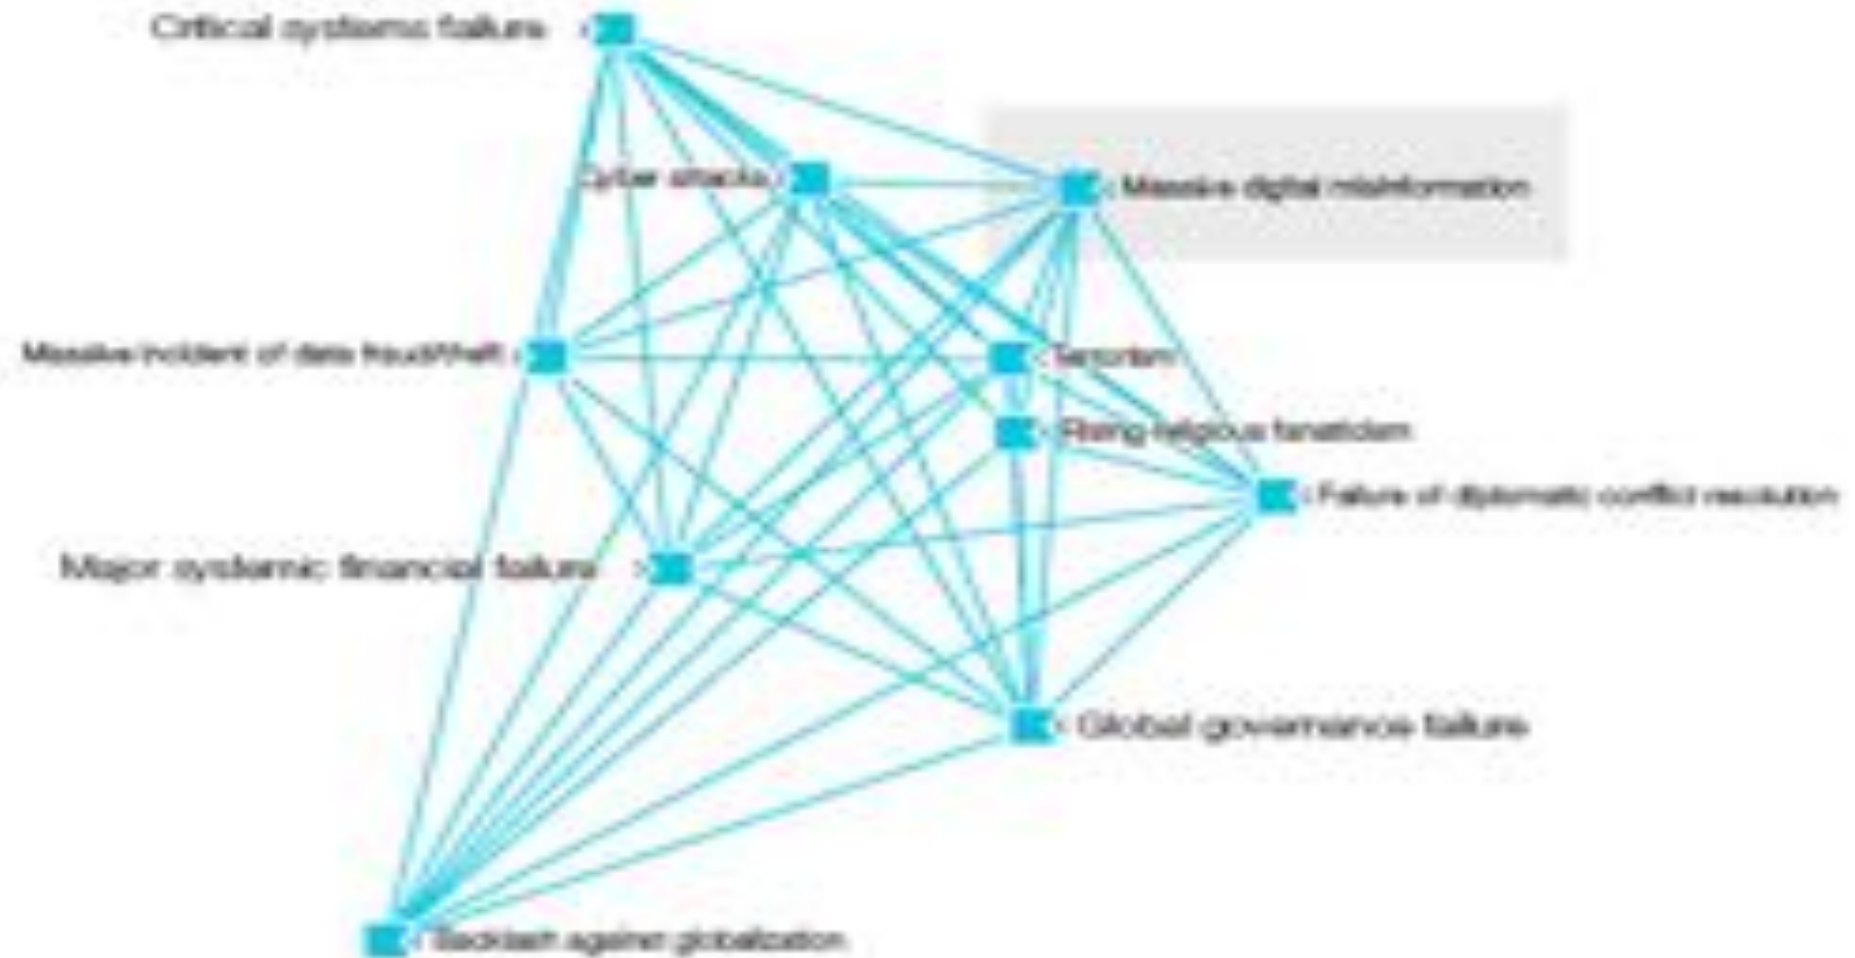 Critical systems failure
Cyber attacks
Massive digital misinformation
Massive incident of data fraud/theft
Terrorism
Rising religious fanaticism
Failure of diplomatic conflict resolution
Major systemic financial failure
Global governance failure
Backlash against globalization